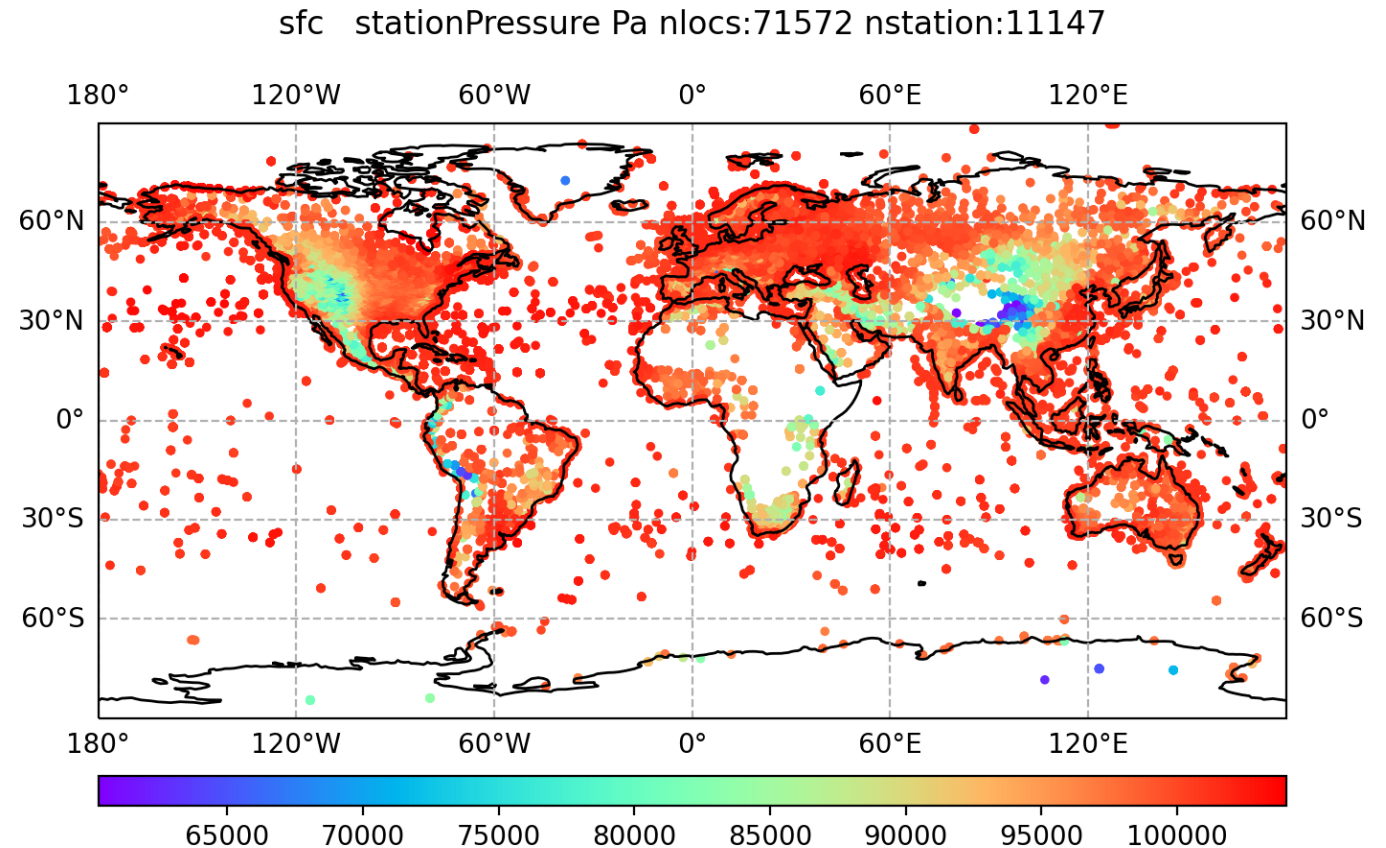 sfc   stationPressure Pa nlocs:71572 nstation:11147
180° 120°W 60°W 0° 60°E 120°E
60°N 60°N
30°N 30°N
0° 0°
30°S 30°S
60°S 60°S
180° 120°W 60°W 0° 60°E 120°E
65000 70000 75000 80000 85000 90000 95000 100000